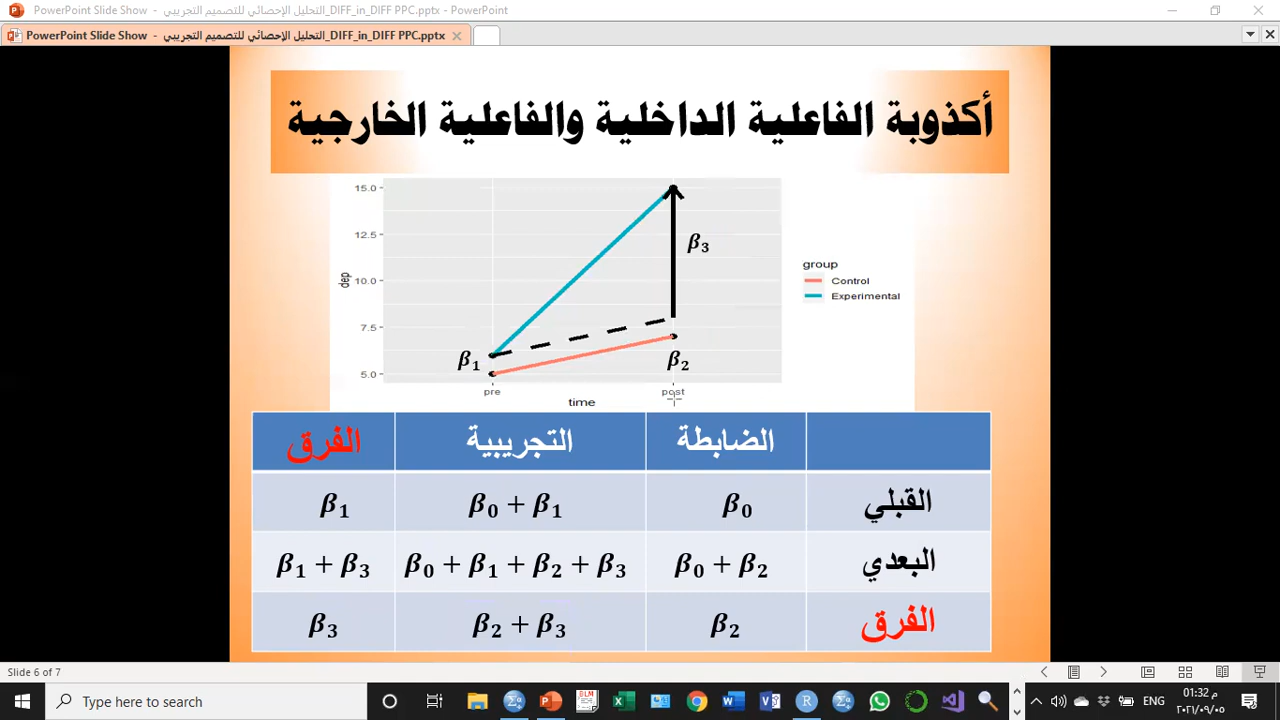 PowerPoint Slide Show - التحليل الإحصائي للتصميم التجريبي_DIFF_in_DIFF PPC.pptx - PowerPoint
PowerPoint Slide Show - التحليل الإحصائي للتصميم التجريبي_DIFF_in_DIFF PPC.pptx
أكذوبة الفاعلية الداخلية والفاعلية الخارجية
15.0
12.5
10.0
7.5
5.0
dep
β₃
β₁
β₂
pre
post
time
group
Control
Experimental
الضابطة التجريبية الفرق
القبلي β₀ β₀ + β₁ β₁
البعدي β₀ + β₂ β₀ + β₁ + β₂ + β₃ β₁ + β₃
الفرق β₂ β₂ + β₃ β₃
Slide 6 of 7
Type here to search
ENG
01:32 م
٢٠٢١/٠٩/٠٥